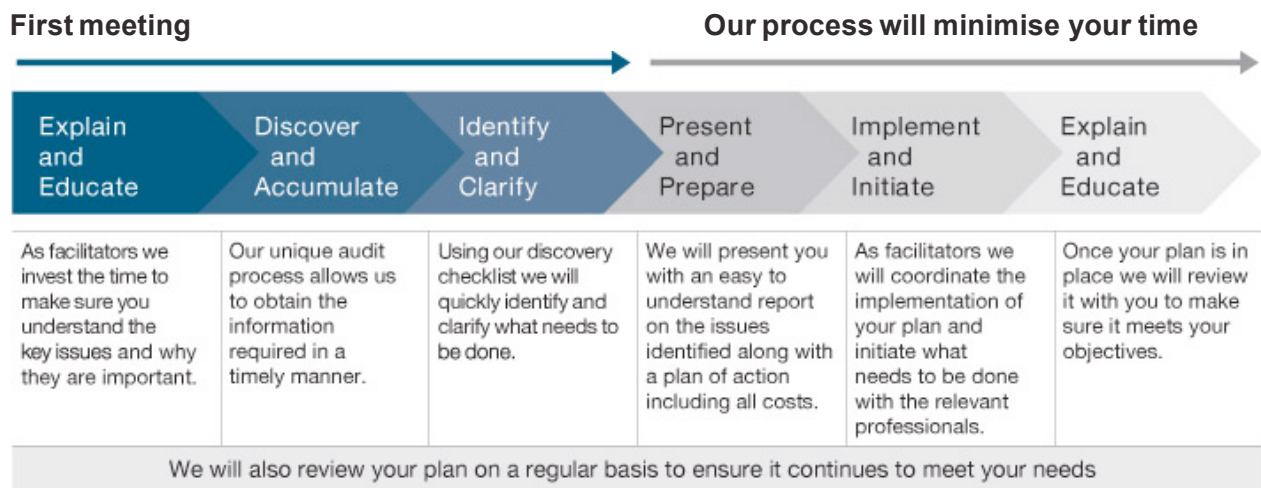 First meeting
Our process will minimise your time
Explain
and
Educate
Discover
and
Accumulate
Identify
and
Clarify
Present
and
Prepare
Implement
and
Initiate
Explain
and
Educate
As facilitators we
invest the time to
make sure you
understand the
key issues and why
they are important.
Our unique audit
process allows us
to obtain the
information
required in a
timely manner.
Using our discovery
checklist we will
quickly identify and
clarify what needs to
be done.
We will present you
with an easy to
understand report
on the issues
identified along with
a plan of action
including all costs.
As facilitators we
will coordinate the
implementation of
your plan and
initiate what
needs to be done
with the relevant
professionals.
Once your plan is in
place we will review
it with you to make
sure it meets your
objectives.
We will also review your plan on a regular basis to ensure it continues to meet your needs